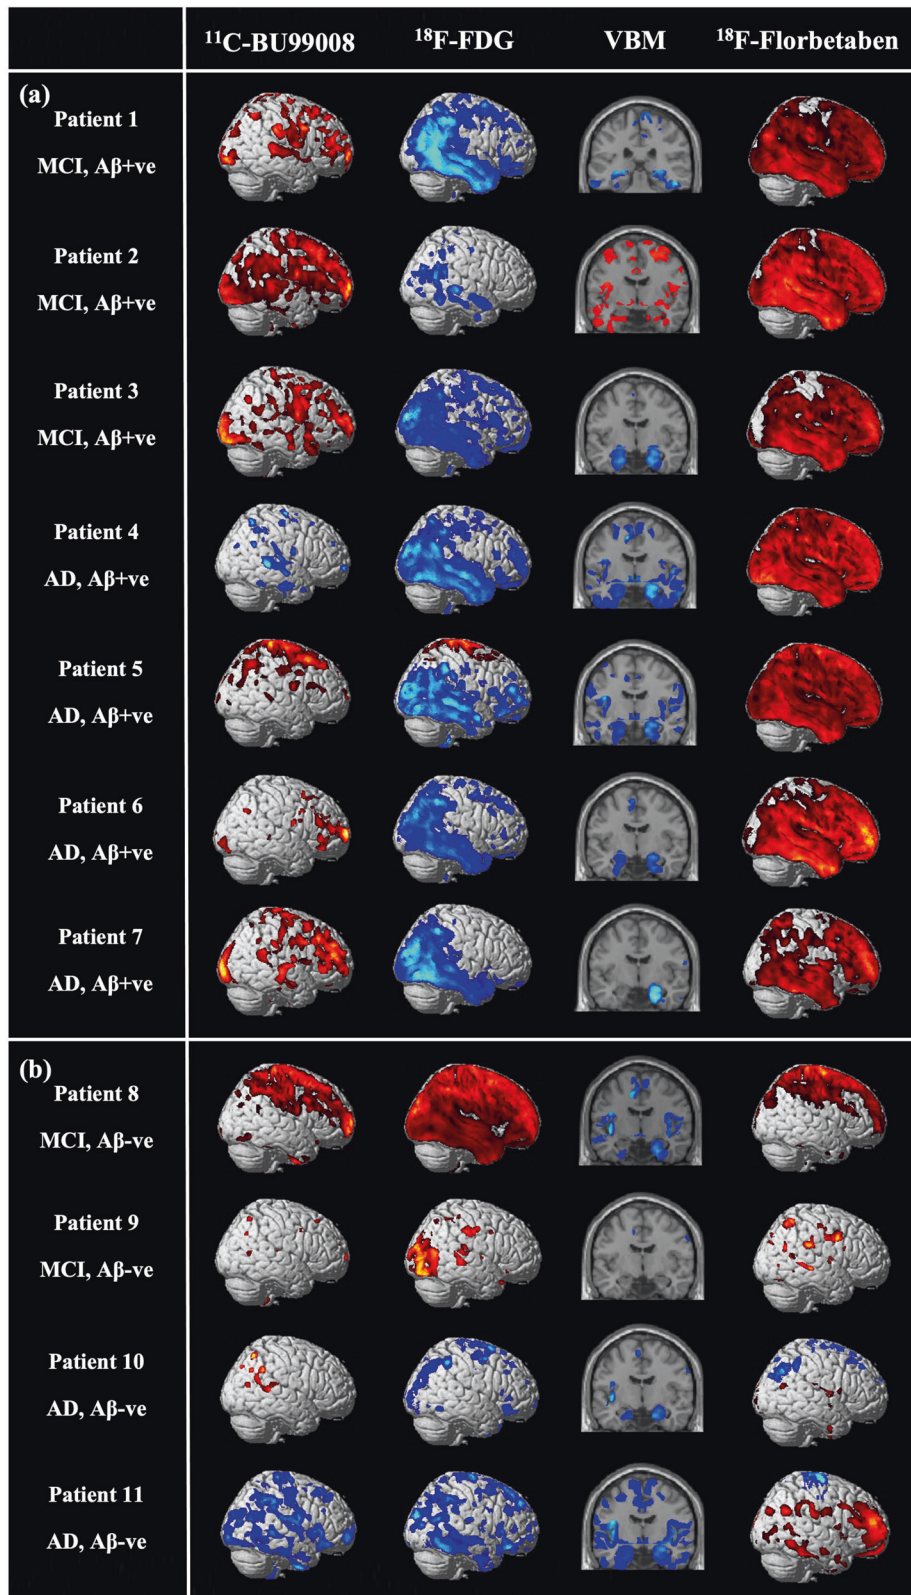 ¹¹C-BU99008 ¹⁸F-FDG VBM ¹⁸F-Florbetaben
(a)
Patient 1
MCI, Aβ+ve
Patient 2
MCI, Aβ+ve
Patient 3
MCI, Aβ+ve
Patient 4
AD, Aβ+ve
Patient 5
AD, Aβ+ve
Patient 6
AD, Aβ+ve
Patient 7
AD, Aβ+ve
(b)
Patient 8
MCI, Aβ-ve
Patient 9
MCI, Aβ-ve
Patient 10
AD, Aβ-ve
Patient 11
AD, Aβ-ve